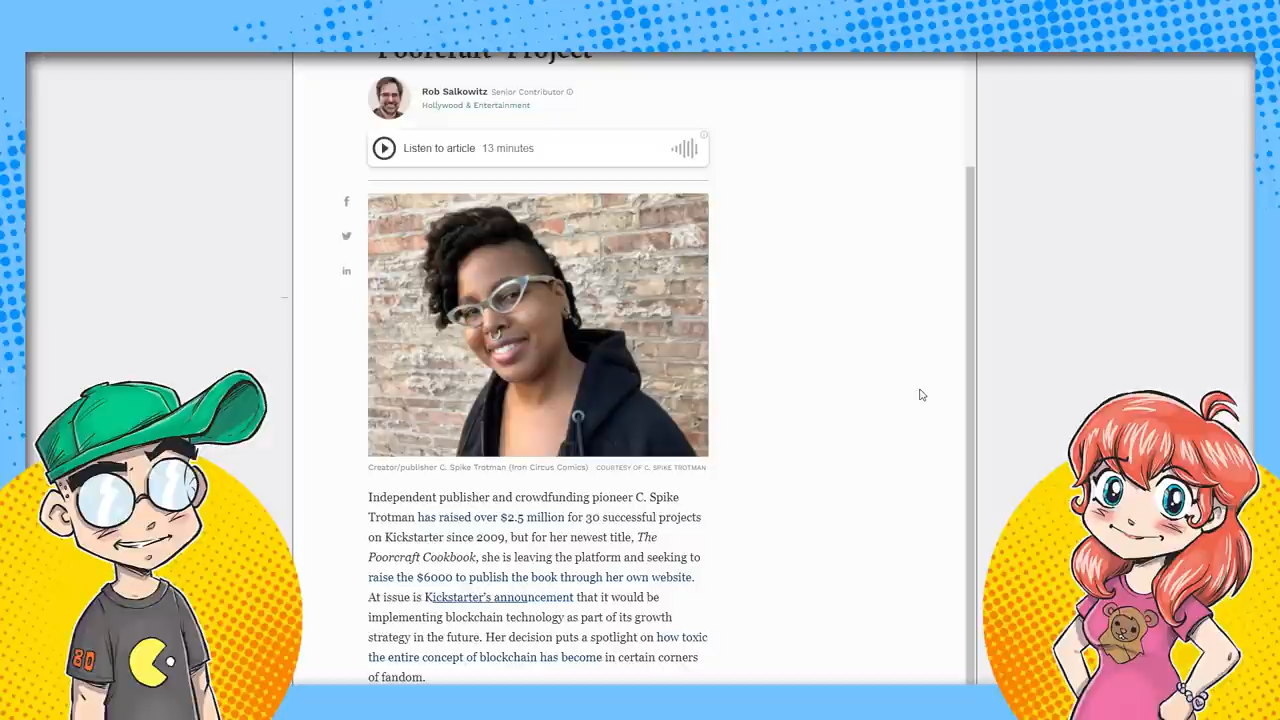 "Poorcraft" Project
Rob Salkowitz Senior Contributor
Hollywood & Entertainment
Listen to article 13 minutes
Creator/publisher C. Spike Trotman (Iron Circus Comics) COURTESY OF C. SPIKE TROTMAN
Independent publisher and crowdfunding pioneer C. Spike
Trotman has raised over $2.5 million for 30 successful projects
on Kickstarter since 2009, but for her newest title, The
Poorcraft Cookbook, she is leaving the platform and seeking to
raise the $6000 to publish the book through her own website.
At issue is Kickstarter's announcement that it would be
implementing blockchain technology as part of its growth
strategy in the future. Her decision puts a spotlight on how toxic
the entire concept of blockchain has become in certain corners
of fandom.
80